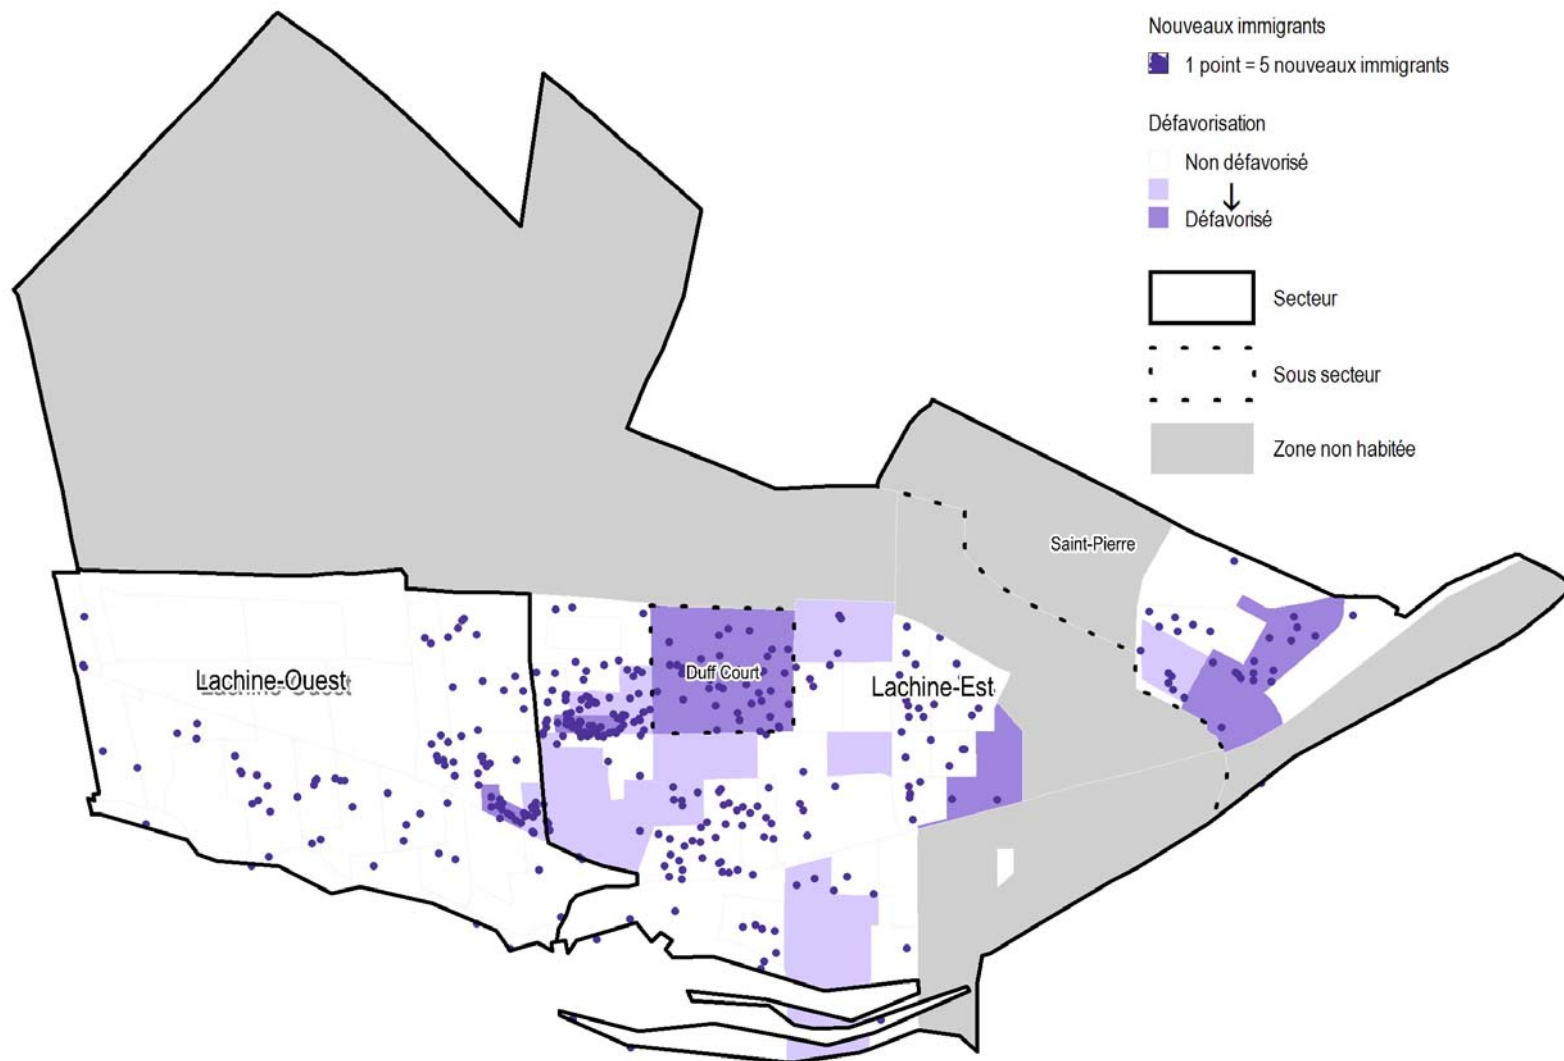 Nouveaux immigrants
1 point = 5 nouveaux immigrants
Défavorisation
Non défavorisé
Défavorisé
Secteur
Sous secteur
Zone non habitée
Saint-Pierre
Lachine-Ouest
Duff Court
Lachine-Est